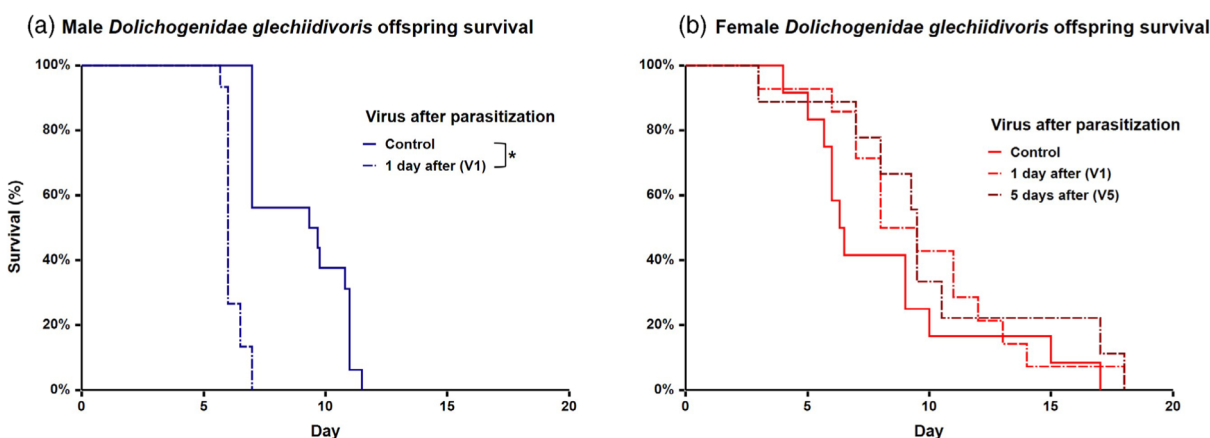 (a) Male Dolichogenidae glechiidivoris offspring survival
100%
80%
60%
40%
20%
0%
Survival (%)
0
5
10
15
20
Day
Virus after parasitization
Control
1 day after (V1)
*
(b) Female Dolichogenidae glechiidivoris offspring survival
100%
80%
60%
40%
20%
0%
0
5
10
15
20
Day
Virus after parasitization
Control
1 day after (V1)
5 days after (V5)